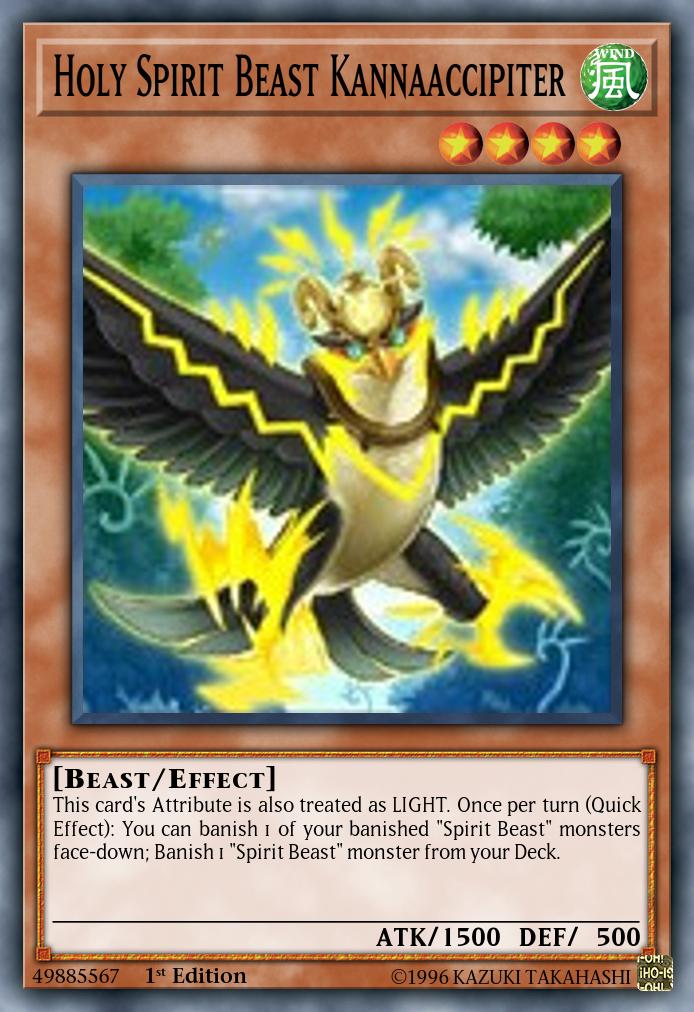 HOLY SPIRIT BEAST KANNAACCIPITER
WIND
風
[BEAST/EFFECT]
This card's Attribute is also treated as LIGHT. Once per turn (Quick
Effect): You can banish 1 of your banished "Spirit Beast" monsters
face-down; Banish 1 "Spirit Beast" monster from your Deck.
ATK/1500 DEF/ 500
49885567 1st Edition ©1996 KAZUKI TAKAHASHI